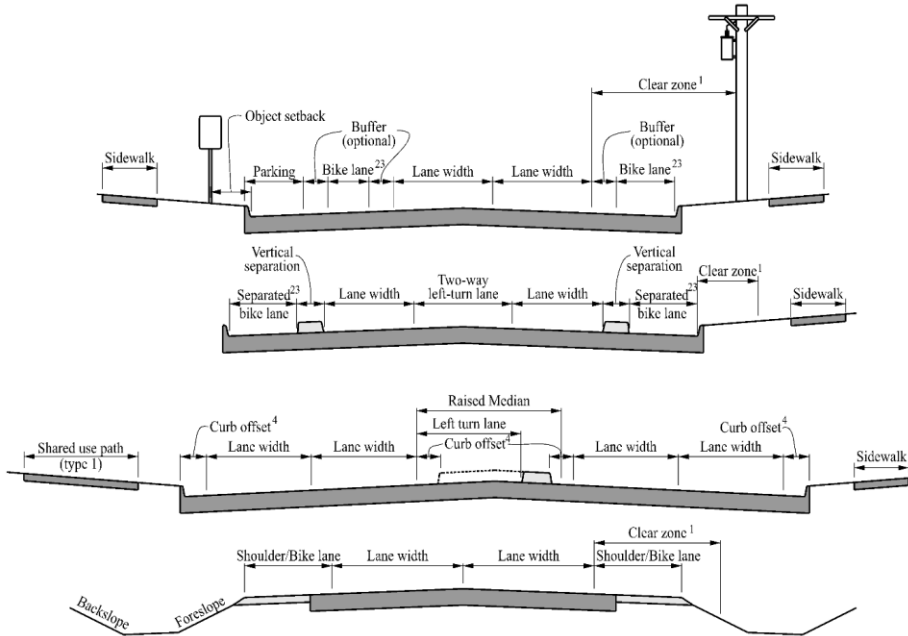 Clear zone¹
Object setback
Buffer
(optional)
Buffer
(optional)
Sidewalk
Parking
Bike lane²³
Lane width
Lane width
Bike lane²³
Sidewalk
Vertical
separation
Vertical
separation
Clear zone¹
Separated²³
bike lane
Lane width
Two-way
left-turn lane
Lane width
Separated²³
bike lane
Sidewalk
Raised Median
Curb offset⁴
Left turn lane
Curb offset⁴
Shared use path
(type 1)
Lane width
Lane width
Curb offset⁴
Lane width
Lane width
Sidewalk
Clear zone¹
Shoulder/Bike lane
Lane width
Lane width
Shoulder/Bike lane
Backslope
Foreslope